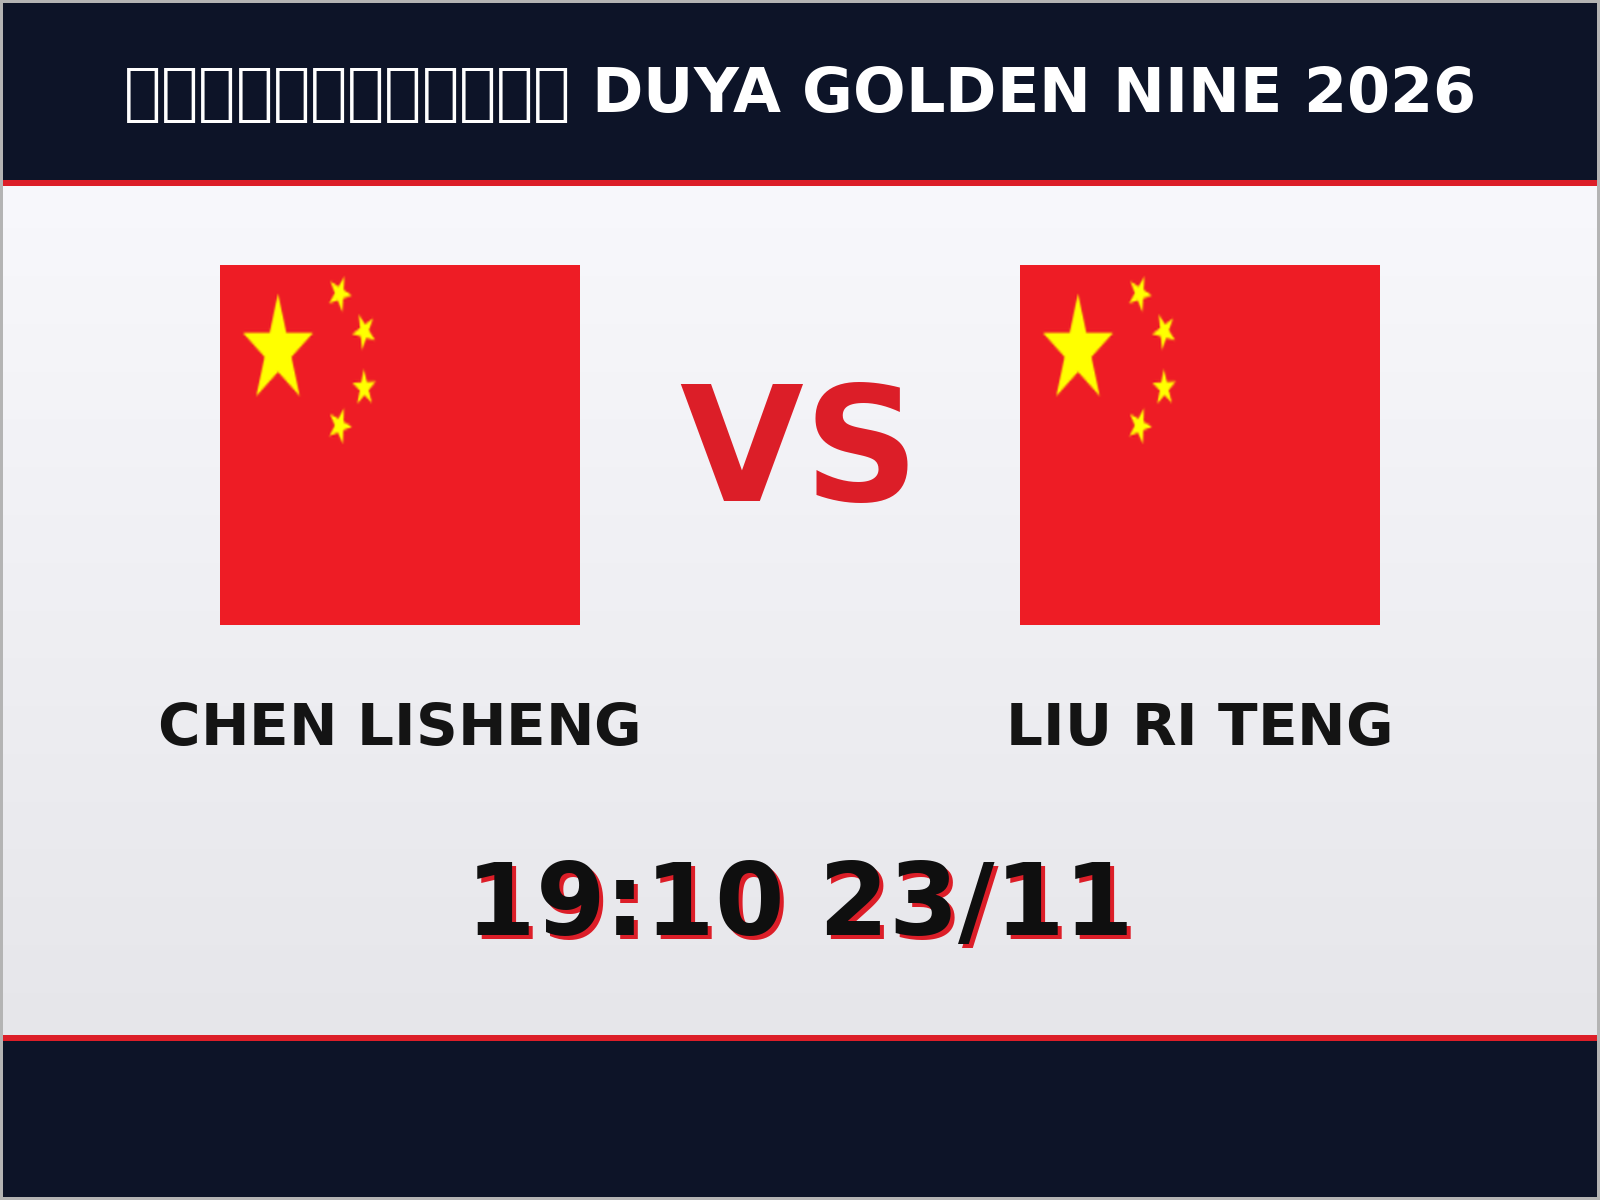 DUYA GOLDEN NINE 2026
VS
CHEN LISHENG
LIU RI TENG
19:10 23/11